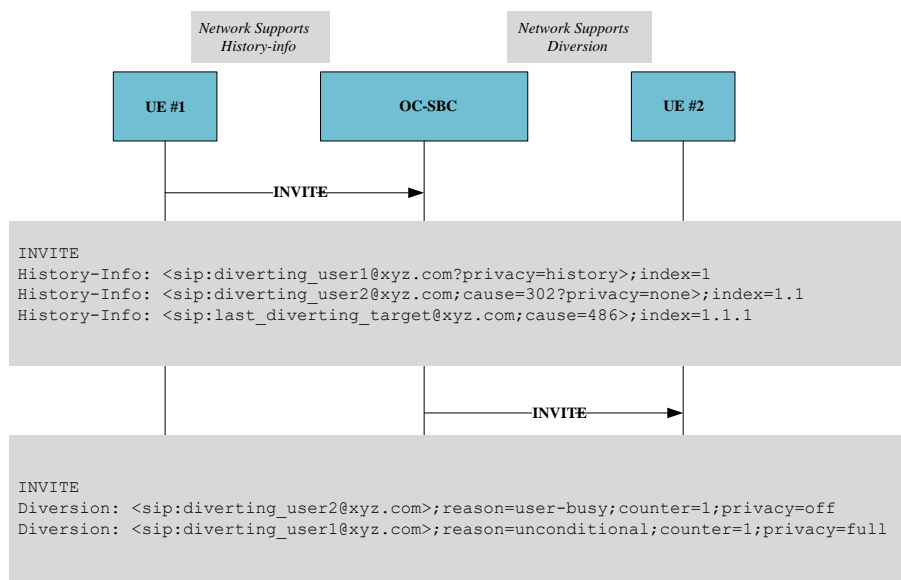 Network Supports
History-info
Network Supports
Diversion
UE #1
OC-SBC
UE #2
INVITE
INVITE
History-Info: <sip:diverting_user1@xyz.com?privacy=history>;index=1
History-Info: <sip:diverting_user2@xyz.com;cause=302?privacy=none>;index=1.1
History-Info: <sip:last_diverting_target@xyz.com;cause=486>;index=1.1.1
INVITE
INVITE
Diversion: <sip:diverting_user2@xyz.com>;reason=user-busy;counter=1;privacy=off
Diversion: <sip:diverting_user1@xyz.com>;reason=unconditional;counter=1;privacy=full